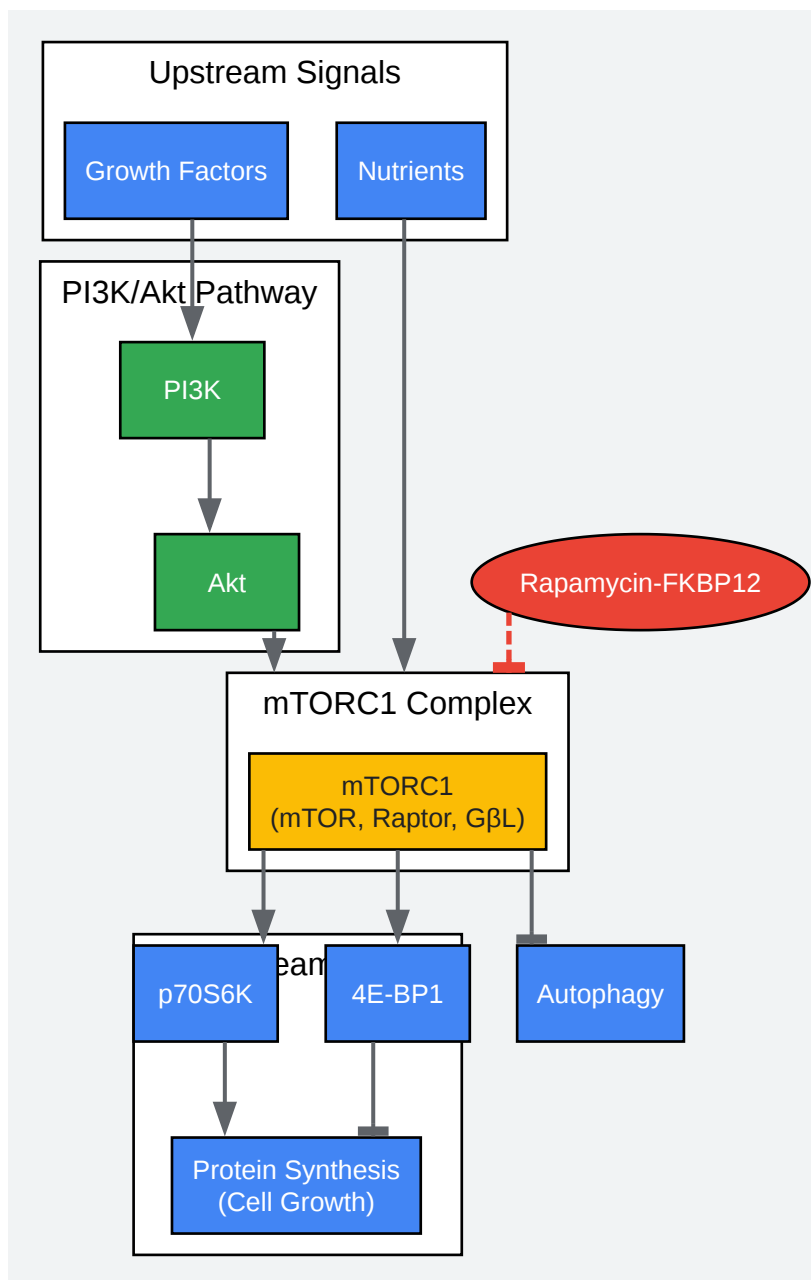 Upstream Signals
Growth Factors
Nutrients
PI3K/Akt Pathway
PI3K
Akt
Rapamycin-FKBP12
mTORC1 Complex
mTORC1
(mTOR, Raptor, GβL)
p70S6K
4E-BP1
Autophagy
Protein Synthesis
(Cell Growth)